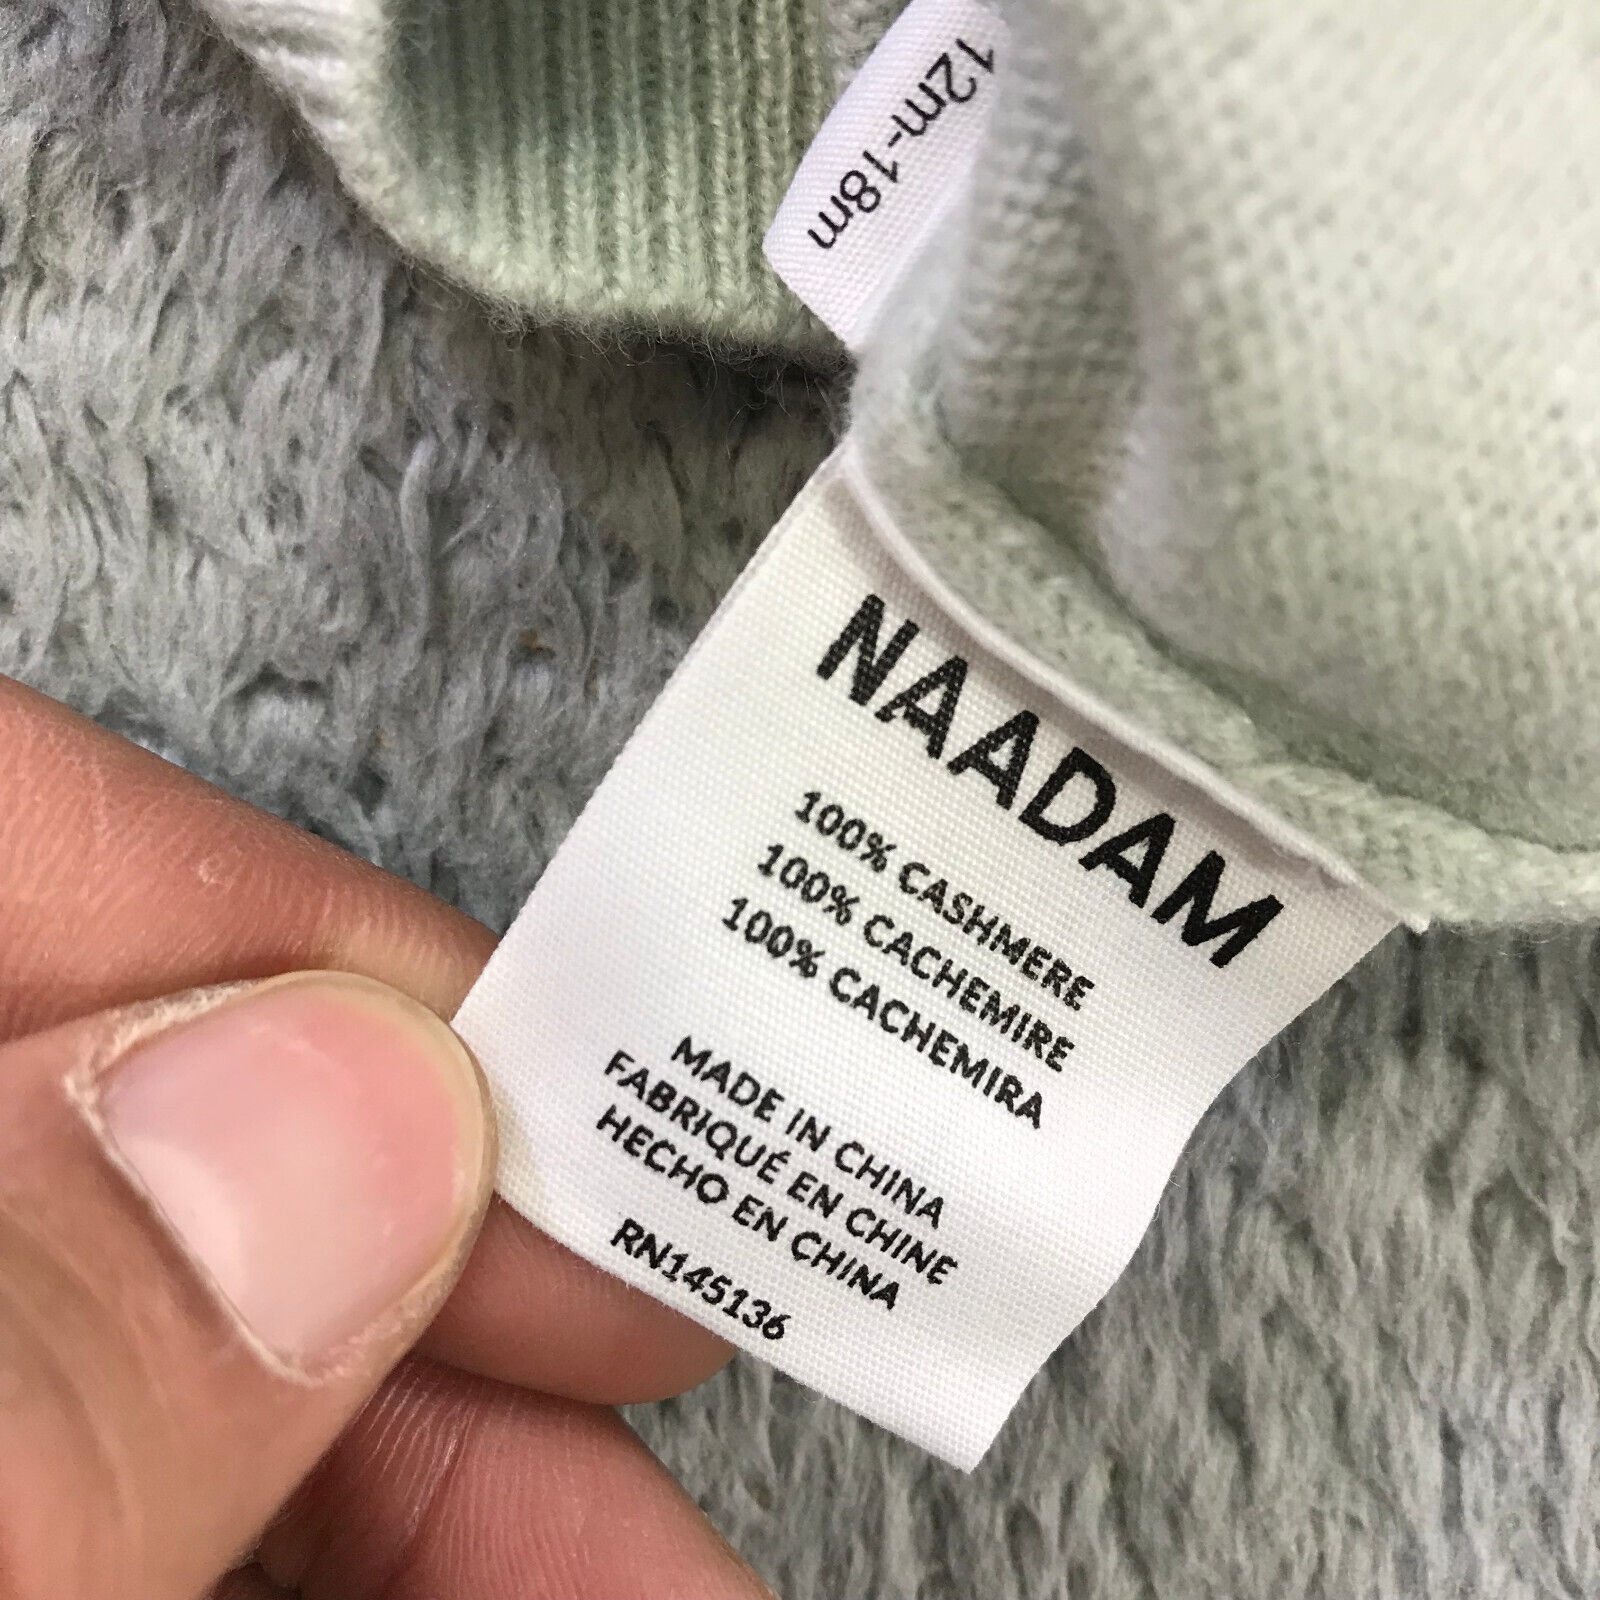 12m-18m
NAADAM
100% CASHMERE
100% CACHEMIRE
100% CACHEMIRA
MADE IN CHINA
FABRIQUÉ EN CHINE
HECHO EN CHINA
RN145136